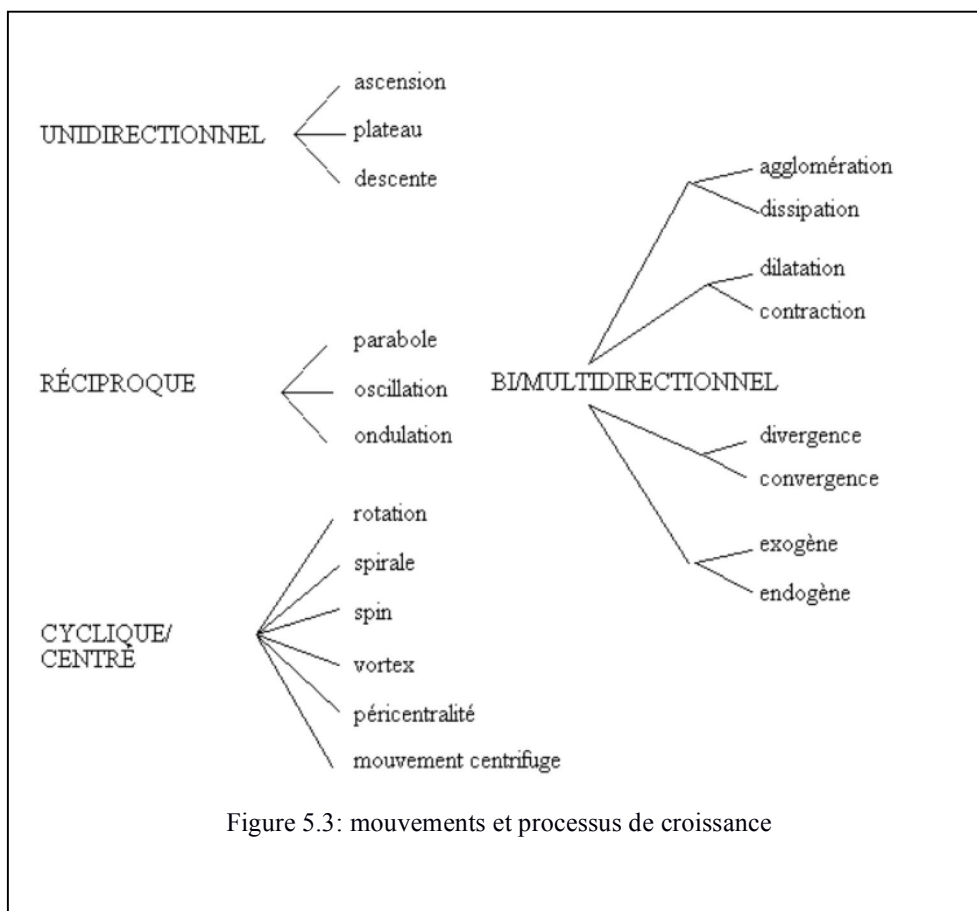 UNIDIRECTIONNEL
ascension
plateau
descente
RÉCIPROQUE
parabole
oscillation
ondulation
CYCLIQUE/
CENTRÉ
rotation
spirale
spin
vortex
péricentralité
mouvement centrifuge
BI/MULTIDIRECTIONNEL
agglomération
dissipation
dilatation
contraction
divergence
convergence
exogène
endogène
Figure 5.3: mouvements et processus de croissance